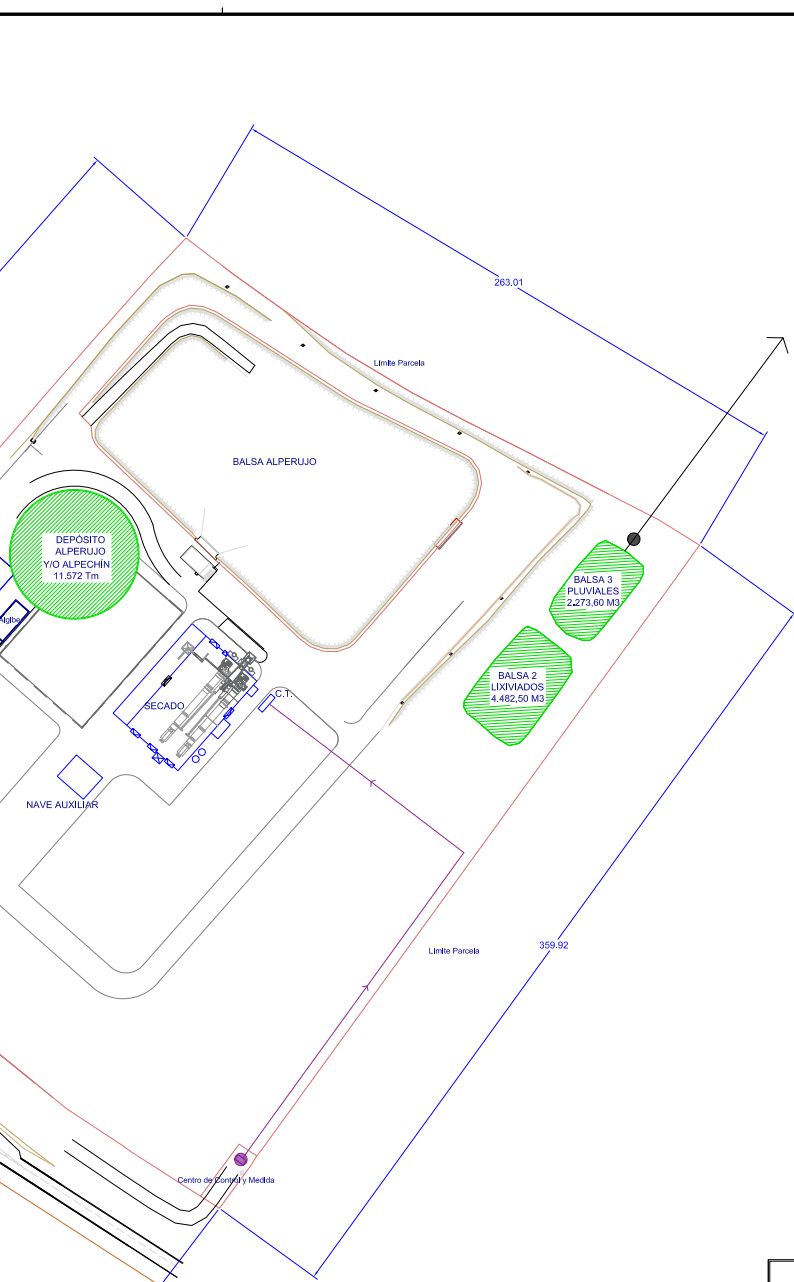 263.01
Límite Parcela
BALSA ALPERUJO
DEPÓSITO
ALPERUJO
Y/O ALPECHÍN
11.572 Tm
BALSA 3
PLUVIALES
2.273,60 M3
Algibe
BALSA 2
LIXIVIADOS
4.482,50 M3
C.T.
SECADO
NAVE AUXILIAR
359.92
Límite Parcela
Centro de Control y Medida